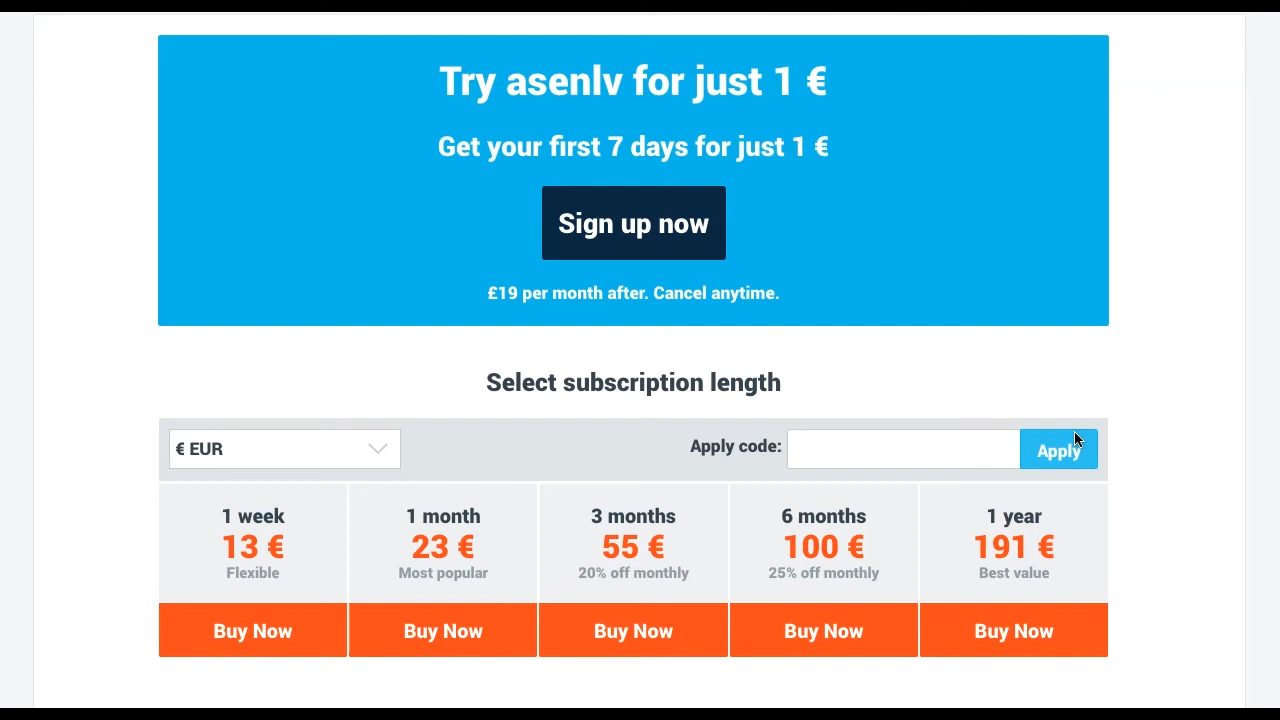 Try asenlv for just 1 €
Get your first 7 days for just 1 €
Sign up now
£19 per month after. Cancel anytime.
Select subscription length
€ EUR
Apply code:
Apply
1 week
13 €
Flexible
Buy Now
1 month
23 €
Most popular
Buy Now
3 months
55 €
20% off monthly
Buy Now
6 months
100 €
25% off monthly
Buy Now
1 year
191 €
Best value
Buy Now